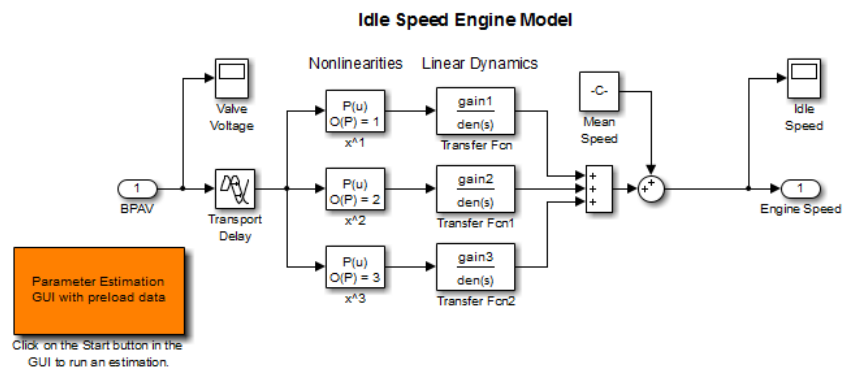 Idle Speed Engine Model
Nonlinearities
Linear Dynamics
Valve
Voltage
P(u)
O(P) = 1
x^1
gain1
den(s)
Transfer Fcn
-C-
Mean
Speed
Idle
Speed
1
BPAV
Transport
Delay
P(u)
O(P) = 2
x^2
gain2
den(s)
Transfer Fcn1
+
+
+
++
1
Engine Speed
P(u)
O(P) = 3
x^3
gain3
den(s)
Transfer Fcn2
Parameter Estimation
GUI with preload data
Click on the Start button in the
GUI to run an estimation.